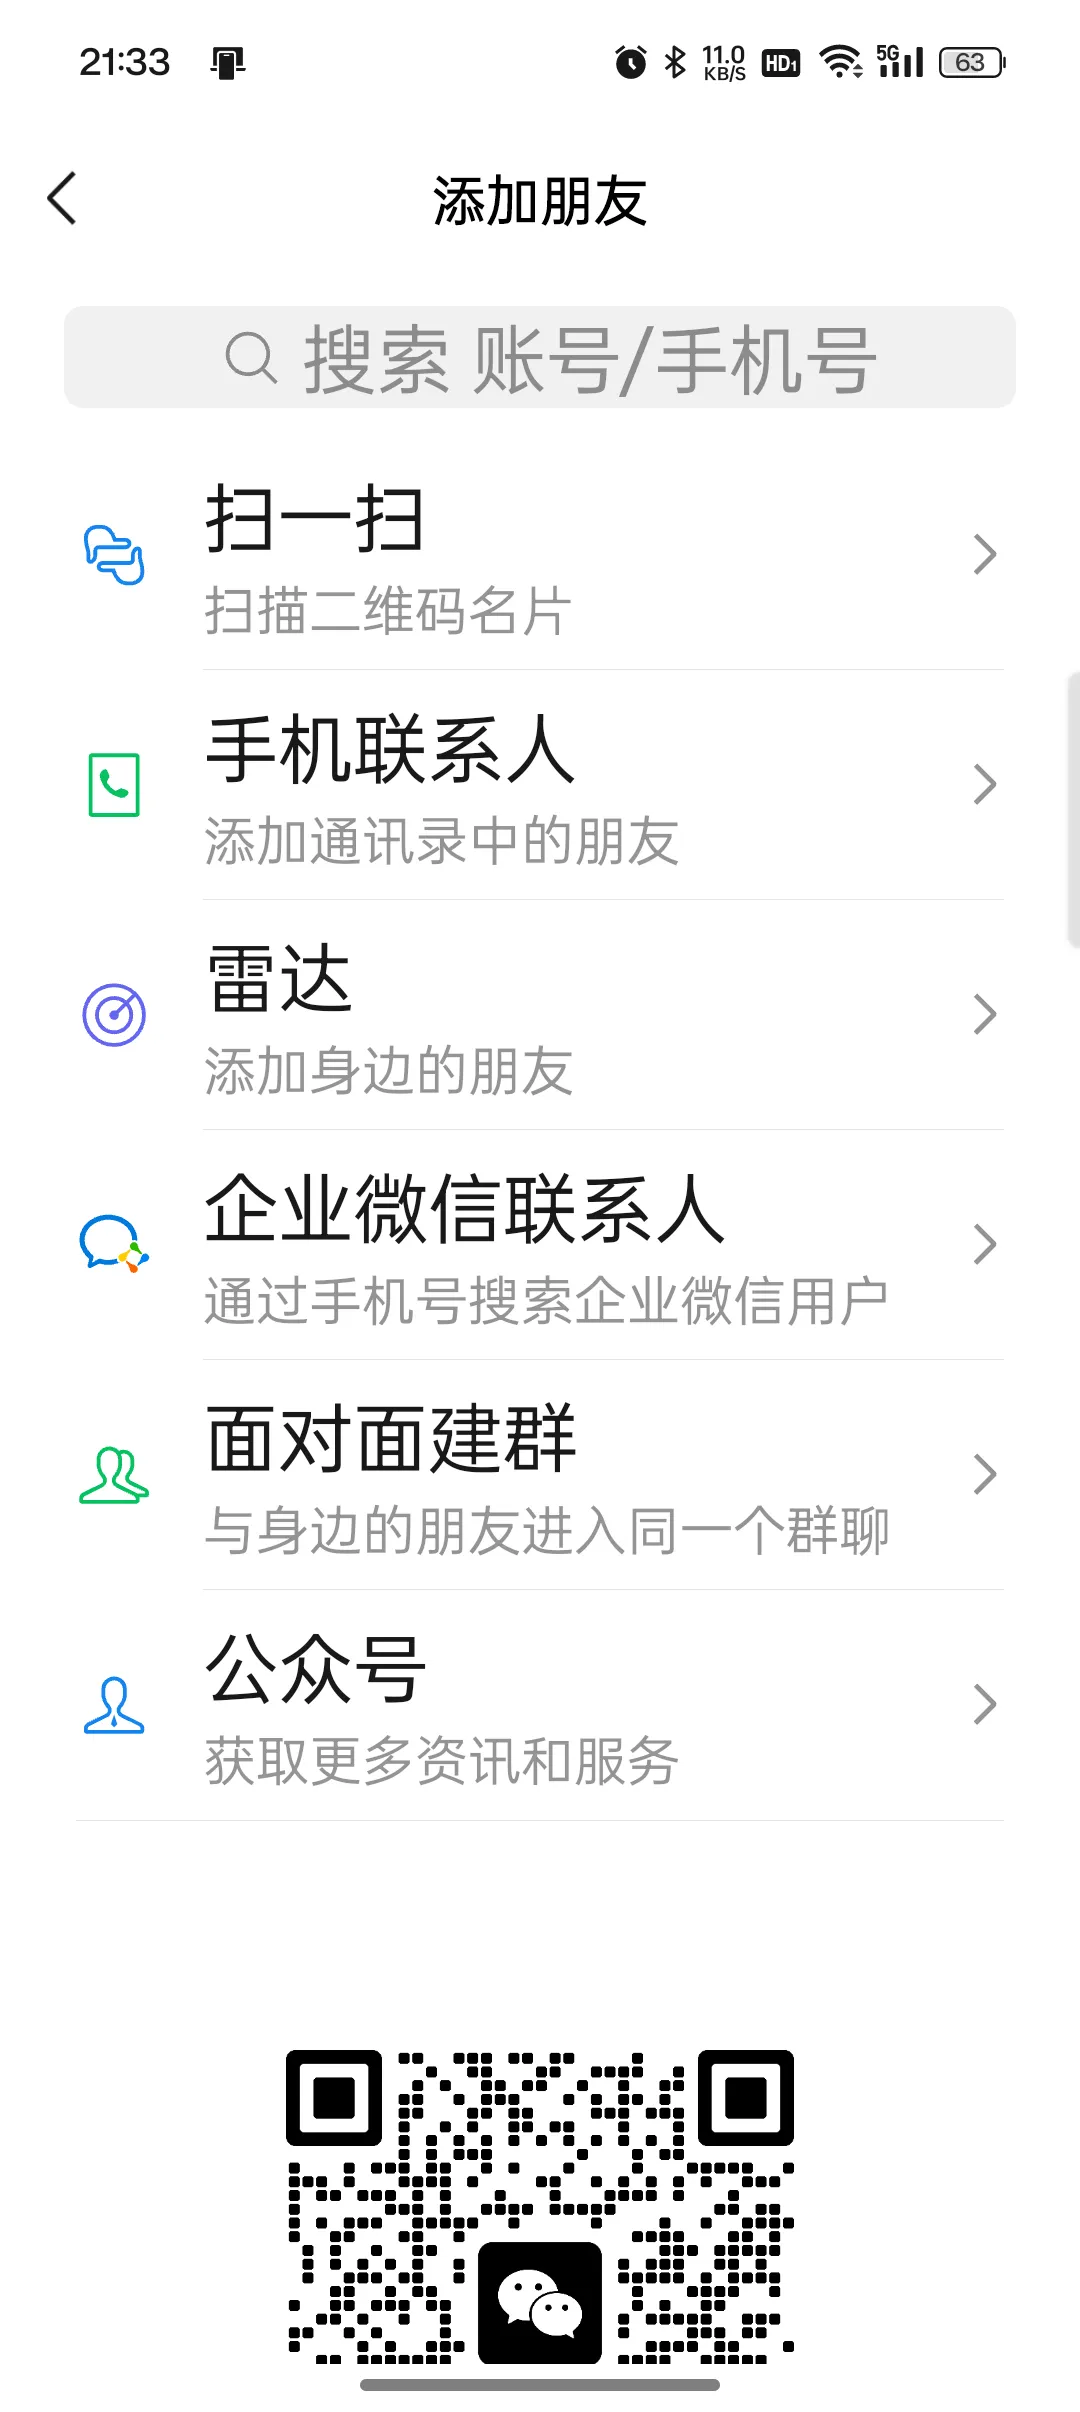 21:33
11.0 KB/S HD1 5G 63
添加朋友
搜索 账号/手机号
扫一扫
扫描二维码名片
手机联系人
添加通讯录中的朋友
雷达
添加身边的朋友
企业微信联系人
通过手机号搜索企业微信用户
面对面建群
与身边的朋友进入同一个群聊
公众号
获取更多资讯和服务